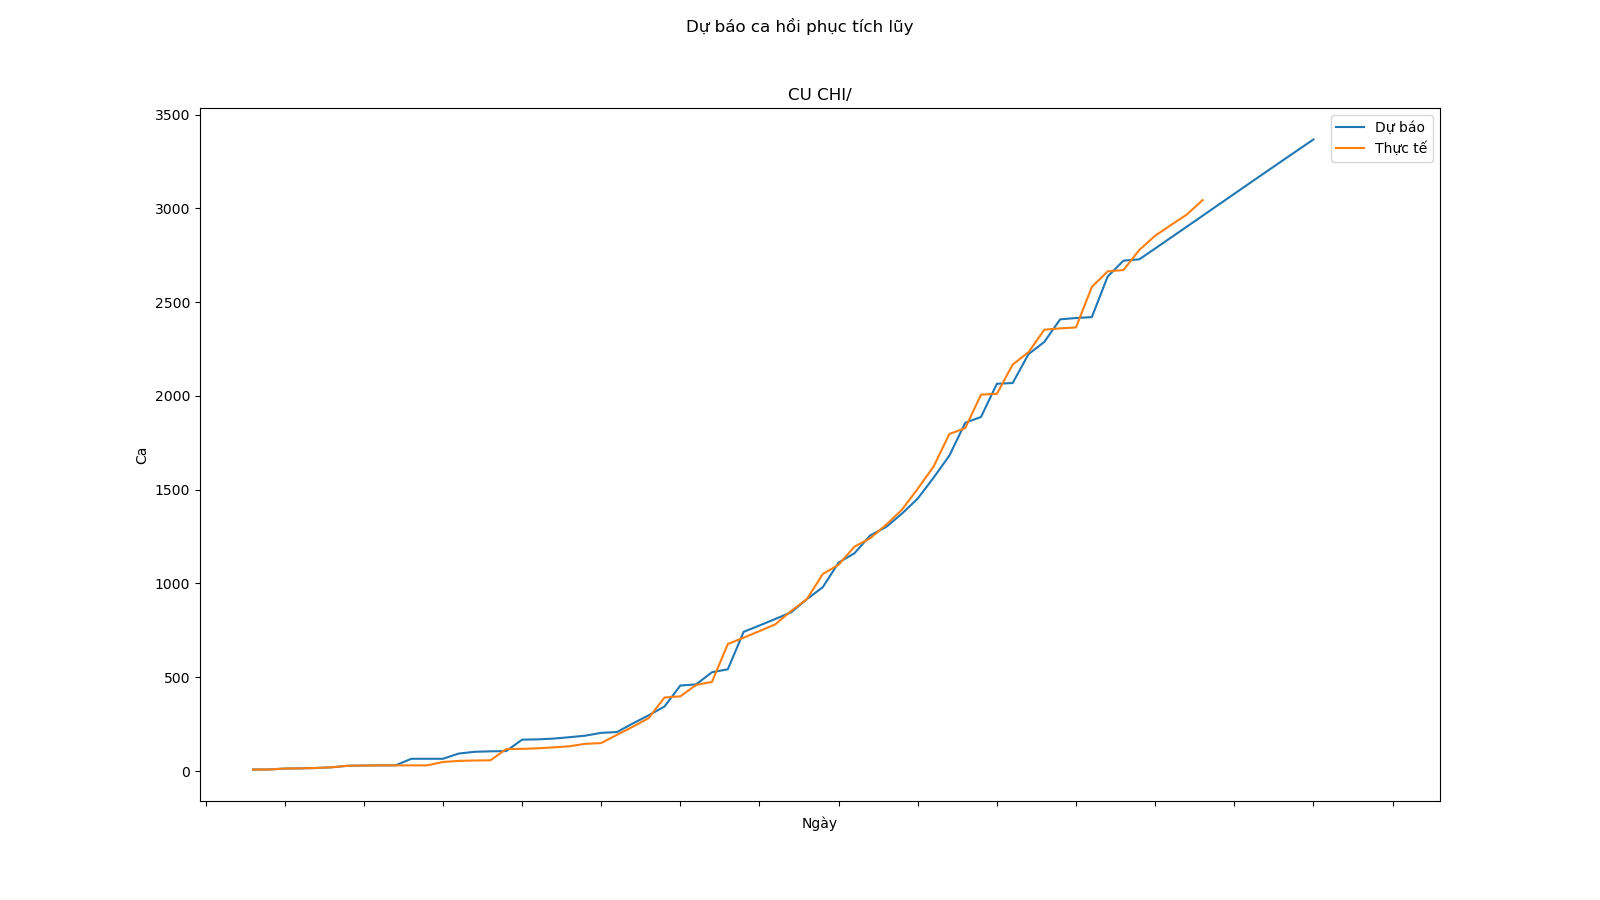 Dự báo ca hồi phục tích lũy
CU CHI/
3500
3000
2500
2000
1500
1000
500
0
Ca
Ngày
Dự báo
Thực tế